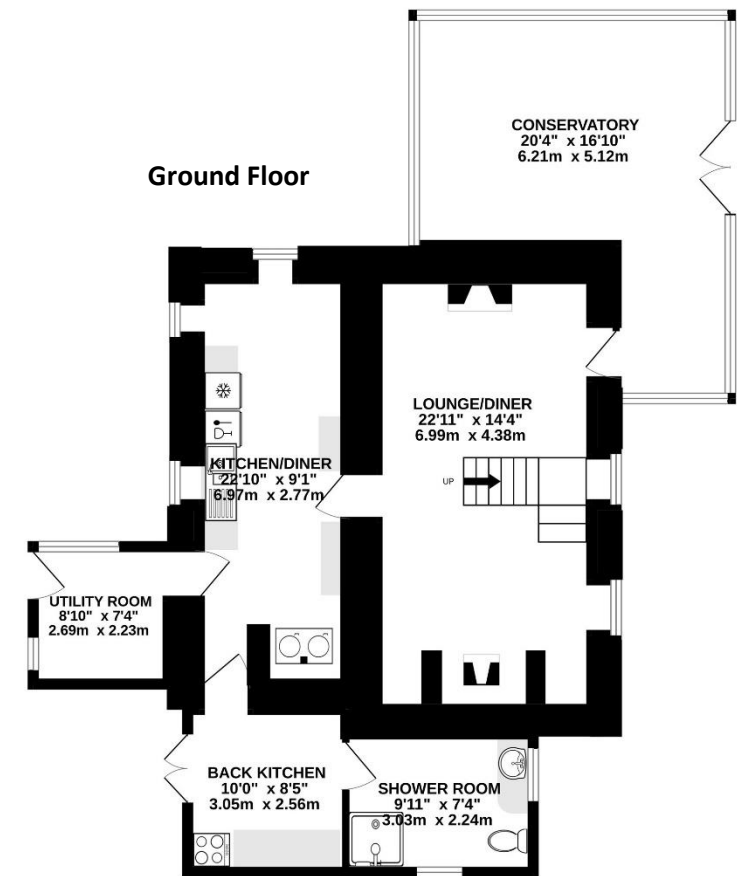 Ground Floor
CONSERVATORY
20'4" x 16'10"
6.21m x 5.12m
LOUNGE/DINER
22'11" x 14'4"
6.99m x 4.38m
KITCHEN/DINER
22'10" x 9'1"
6.97m x 2.77m
UP
UTILITY ROOM
8'10" x 7'4"
2.69m x 2.23m
BACK KITCHEN
10'0" x 8'5"
3.05m x 2.56m
SHOWER ROOM
9'11" x 7'4"
3.03m x 2.24m